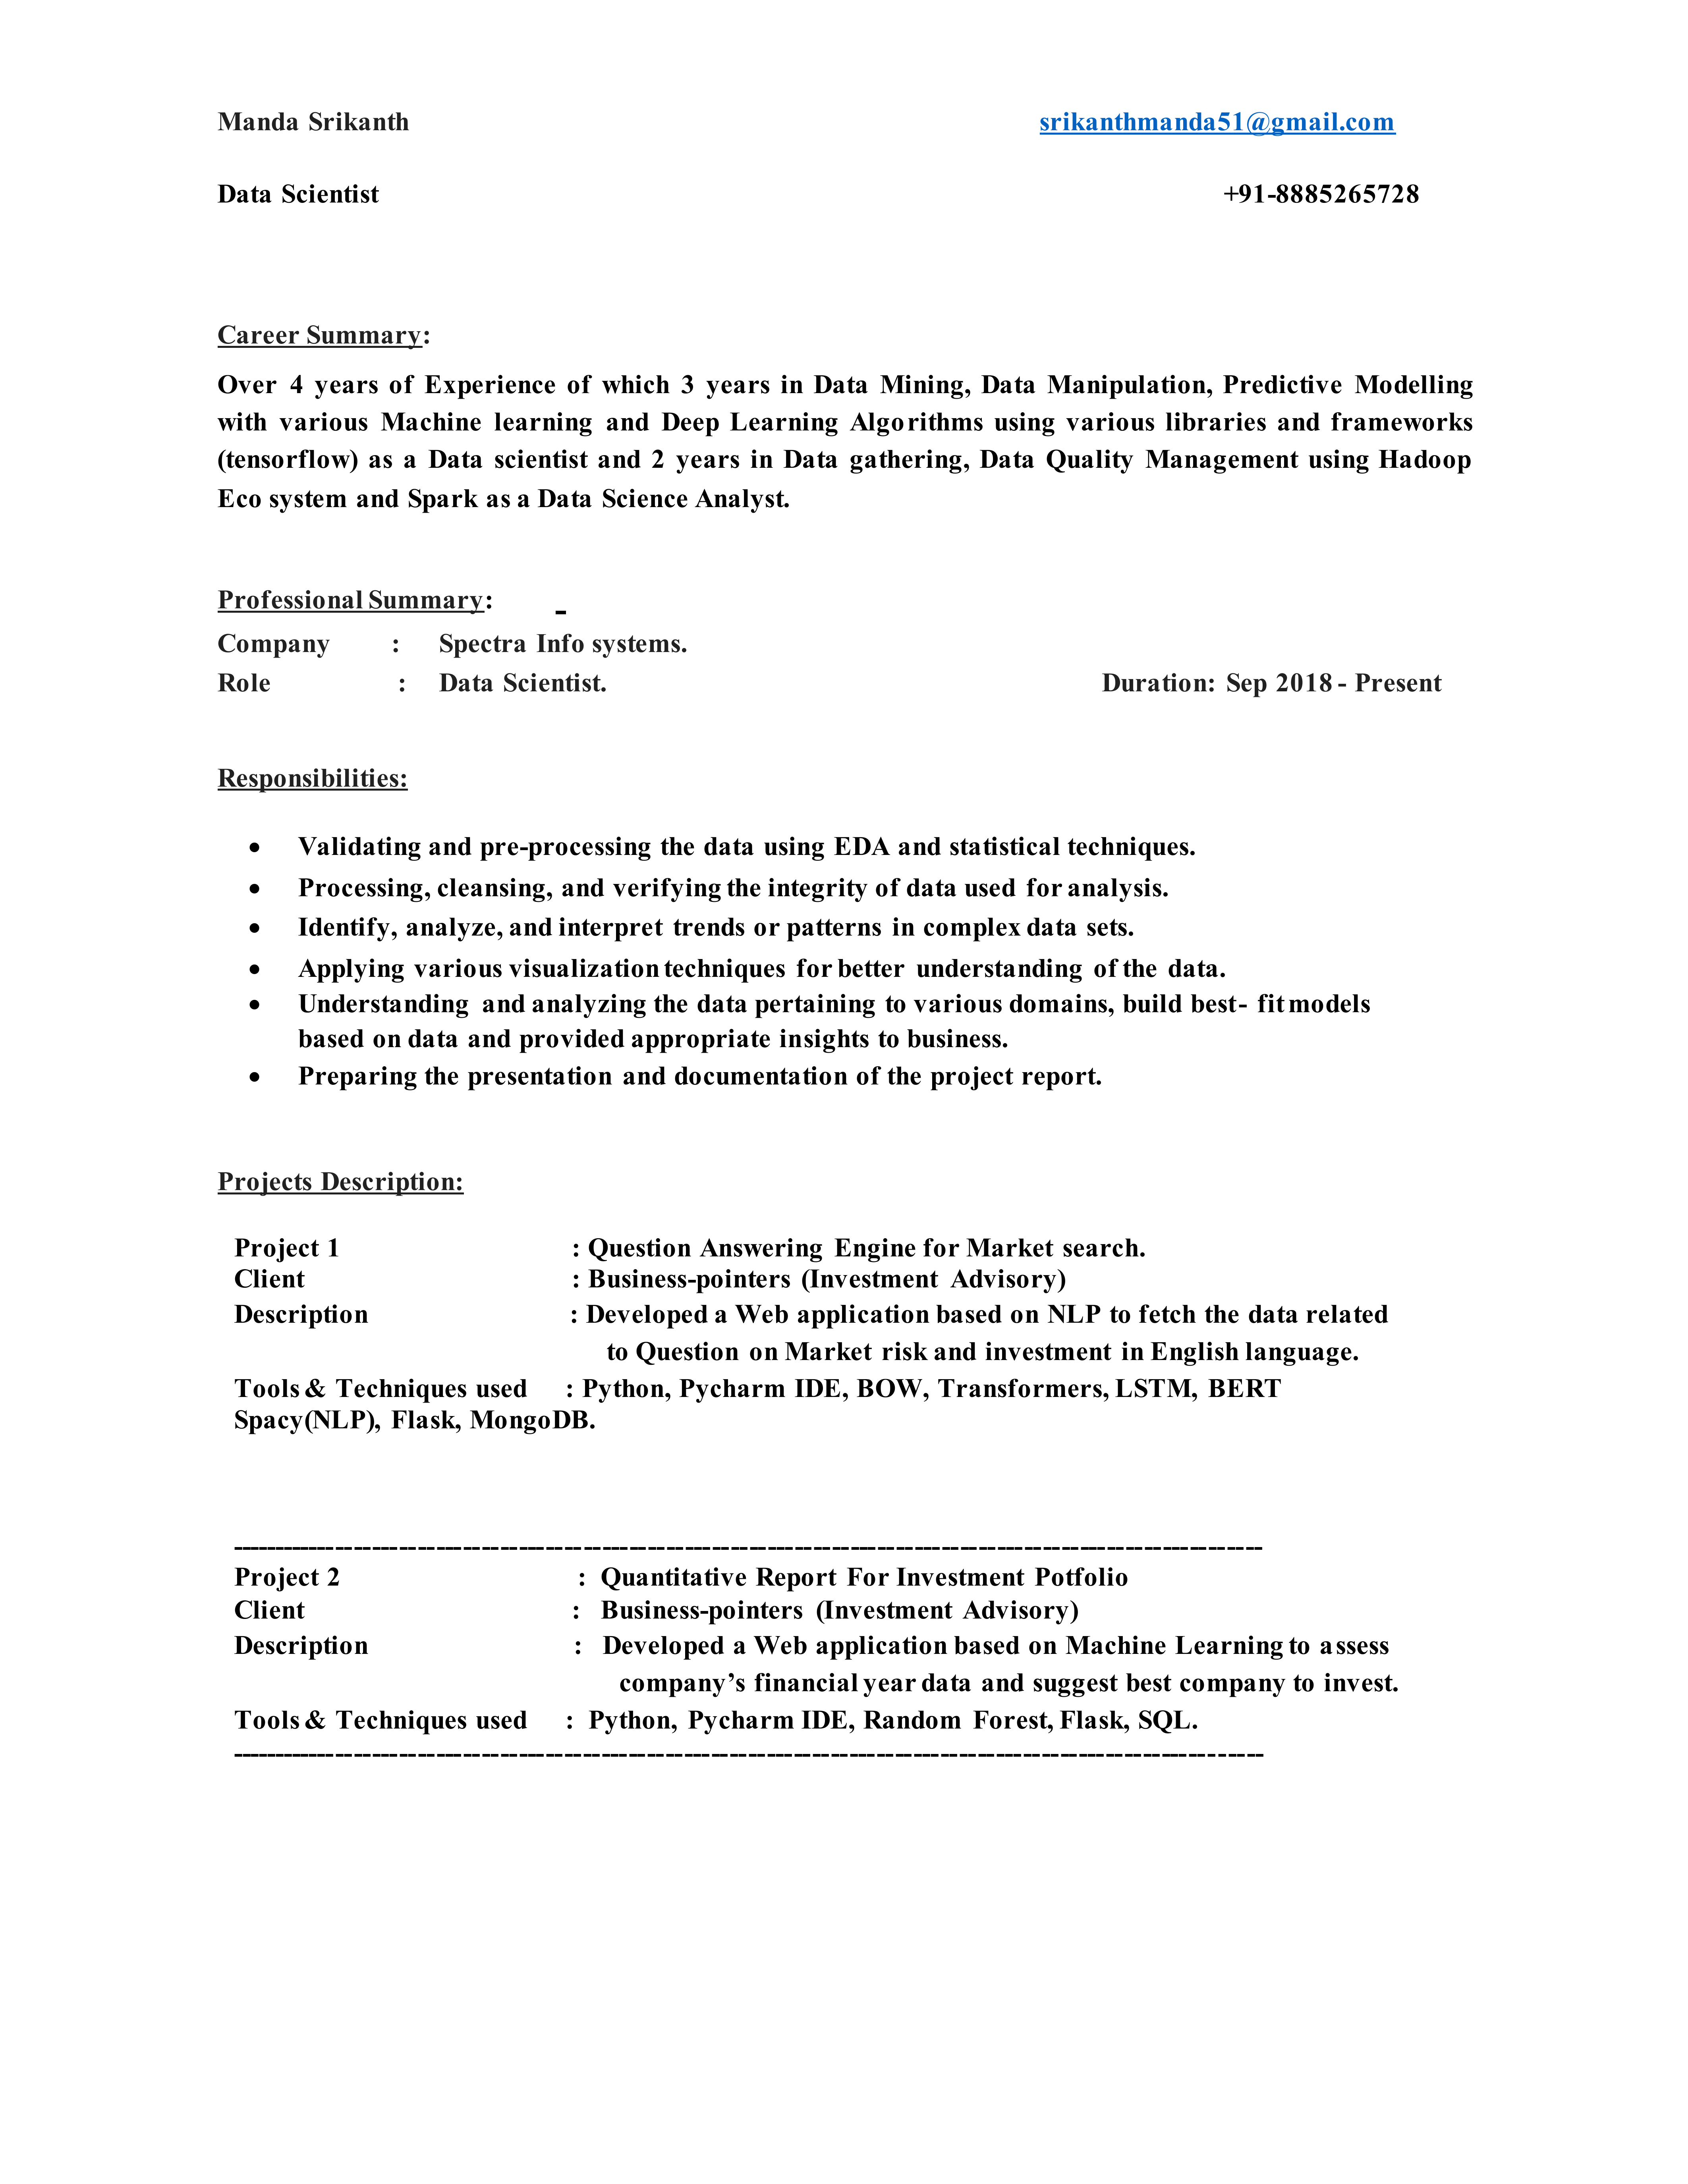 Manda Srikanth srikanthmanda51@gmail.com
Data Scientist +91-8885265728
Career Summary:
Over 4 years of Experience of which 3 years in Data Mining, Data Manipulation, Predictive Modelling
with various Machine learning and Deep Learning Algorithms using various libraries and frameworks
(tensorflow) as a Data scientist and 2 years in Data gathering, Data Quality Management using Hadoop
Eco system and Spark as a Data Science Analyst.
Professional Summary:
Company : Spectra Info systems.
Role : Data Scientist. Duration: Sep 2018 - Present
Responsibilities:
• Validating and pre-processing the data using EDA and statistical techniques.
• Processing, cleansing, and verifying the integrity of data used for analysis.
• Identify, analyze, and interpret trends or patterns in complex data sets.
• Applying various visualization techniques for better understanding of the data.
• Understanding and analyzing the data pertaining to various domains, build best- fit models
based on data and provided appropriate insights to business.
• Preparing the presentation and documentation of the project report.
Projects Description:
Project 1 : Question Answering Engine for Market search.
Client : Business-pointers (Investment Advisory)
Description : Developed a Web application based on NLP to fetch the data related
to Question on Market risk and investment in English language.
Tools & Techniques used : Python, Pycharm IDE, BOW, Transformers, LSTM, BERT
Spacy(NLP), Flask, MongoDB.
---------------------------------------------------------------------------------------------------------------
Project 2 : Quantitative Report For Investment Potfolio
Client : Business-pointers (Investment Advisory)
Description : Developed a Web application based on Machine Learning to assess
company's financial year data and suggest best company to invest.
Tools & Techniques used : Python, Pycharm IDE, Random Forest, Flask, SQL.
---------------------------------------------------------------------------------------------------------------